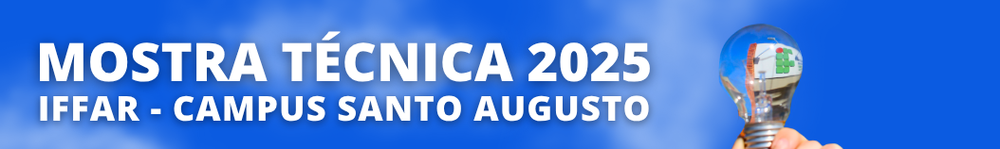 MOSTRA TÉCNICA 2025
IFFAR - CAMPUS SANTO AUGUSTO